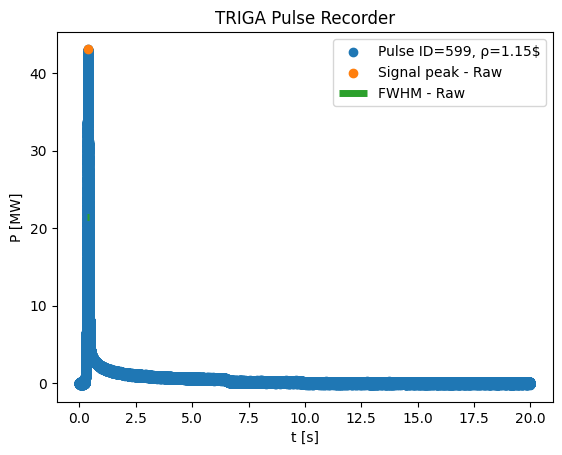 TRIGA Pulse Recorder
Pulse ID=599, ρ=1.15$
Signal peak - Raw
FWHM - Raw
P [MW]
40
30
20
10
0
0.0 2.5 5.0 7.5 10.0 12.5 15.0 17.5 20.0
t [s]